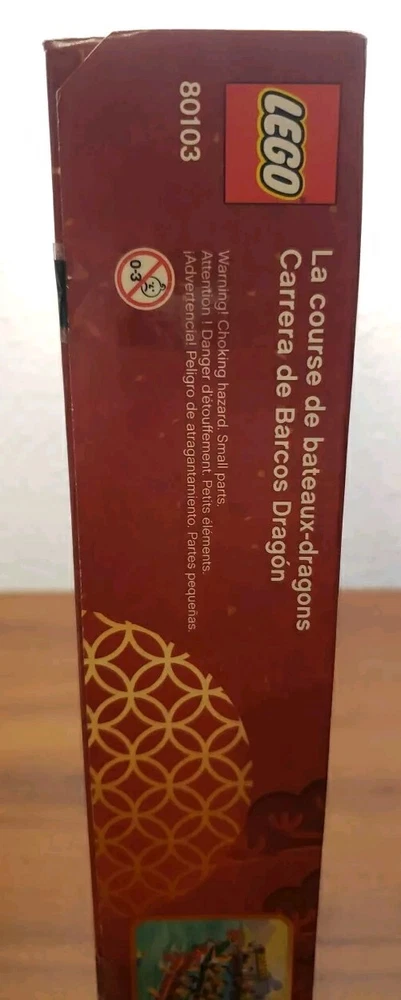 LEGO
80103
La course de bateaux-dragons
Carrera de Barcos Dragón
Warning! Choking hazard. Small parts.
Attention ! Danger d'étouffement. Petits éléments.
¡Advertencia! Peligro de atragantamiento. Partes pequeñas.
0-3